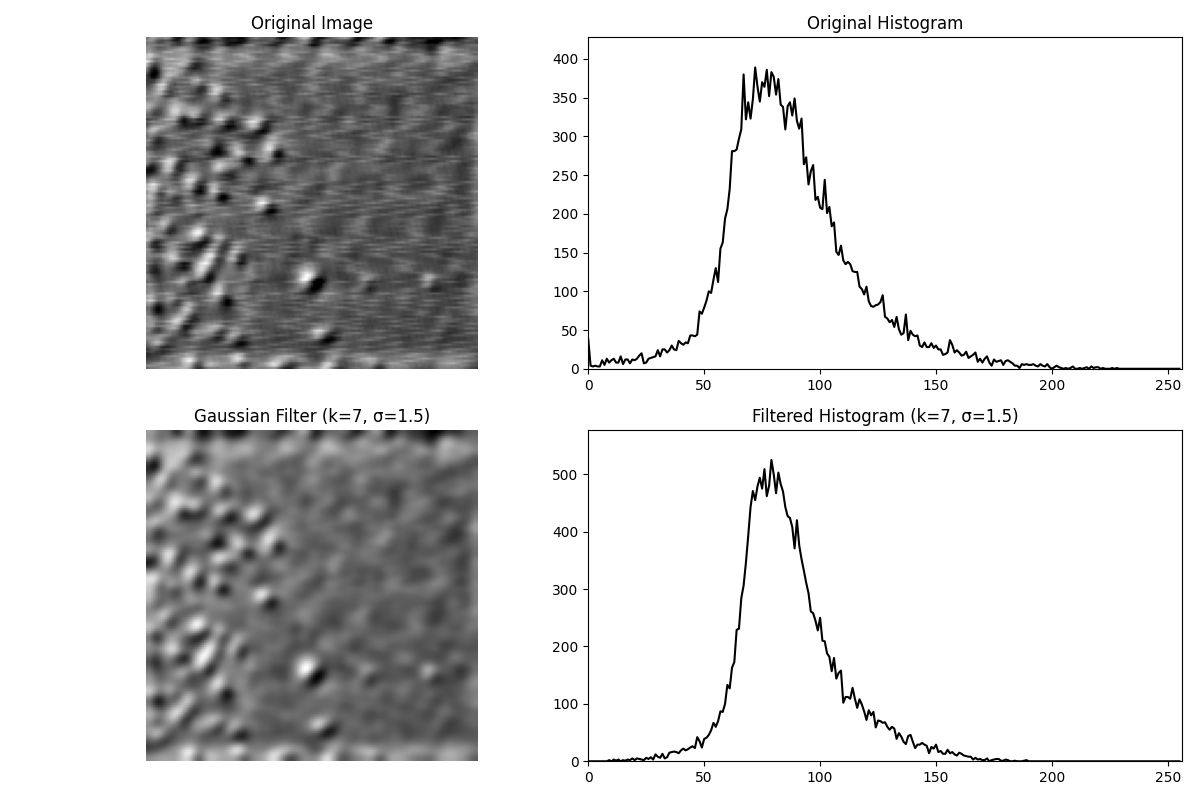 Original Image
Original Histogram
400
350
300
250
200
150
100
50
0
0 50 100 150 200 250
Gaussian Filter (k=7, σ=1.5)
Filtered Histogram (k=7, σ=1.5)
500
400
300
200
100
0
0 50 100 150 200 250